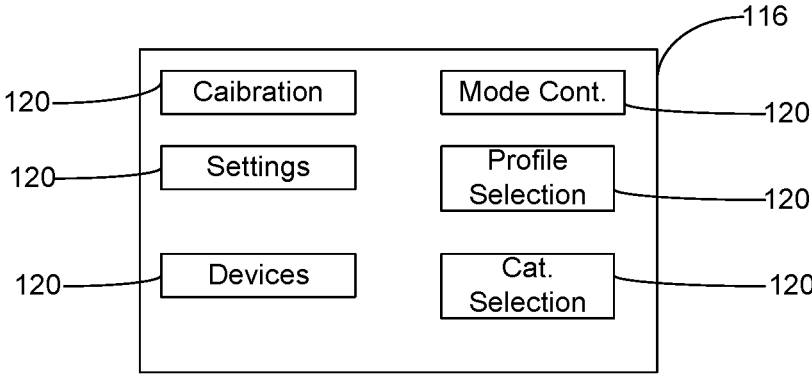 116
120 Caibration Mode Cont. 120
120 Settings Profile
Selection 120
120 Devices Cat.
Selection 120